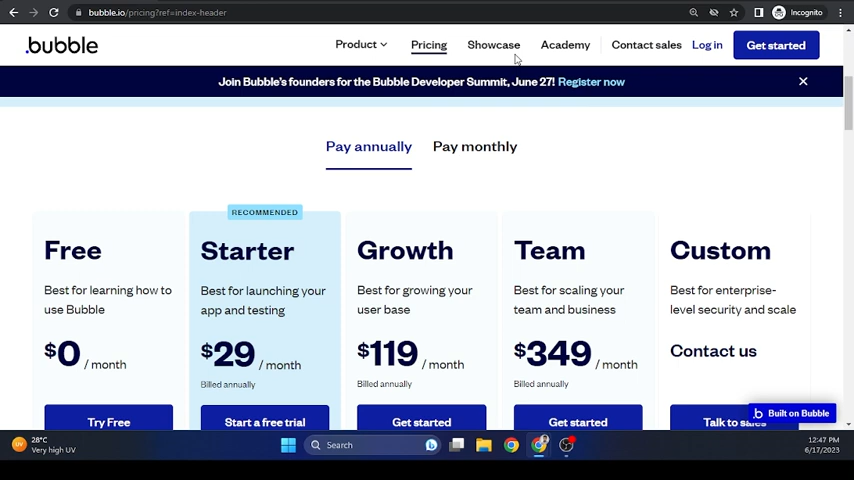 bubble.io/pricing?ref=index-header
Incognito
.bubble
Product
Pricing
Showcase
Academy
Contact sales
Log in
Get started
Join Bubble's founders for the Bubble Developer Summit, June 27! Register now
Pay annually
Pay monthly
RECOMMENDED
Free
Best for learning how to
use Bubble
$0 / month
Try Free
Starter
Best for launching your
app and testing
$29 / month
Billed annually
Start a free trial
Growth
Best for growing your
user base
$119 / month
Billed annually
Get started
Team
Best for scaling your
team and business
$349 / month
Billed annually
Get started
Custom
Best for enterprise-
level security and scale
Contact us
Talk to sales
b Built on Bubble
UV
28°C
Very high UV
Search
b
12:47 PM
6/17/2023